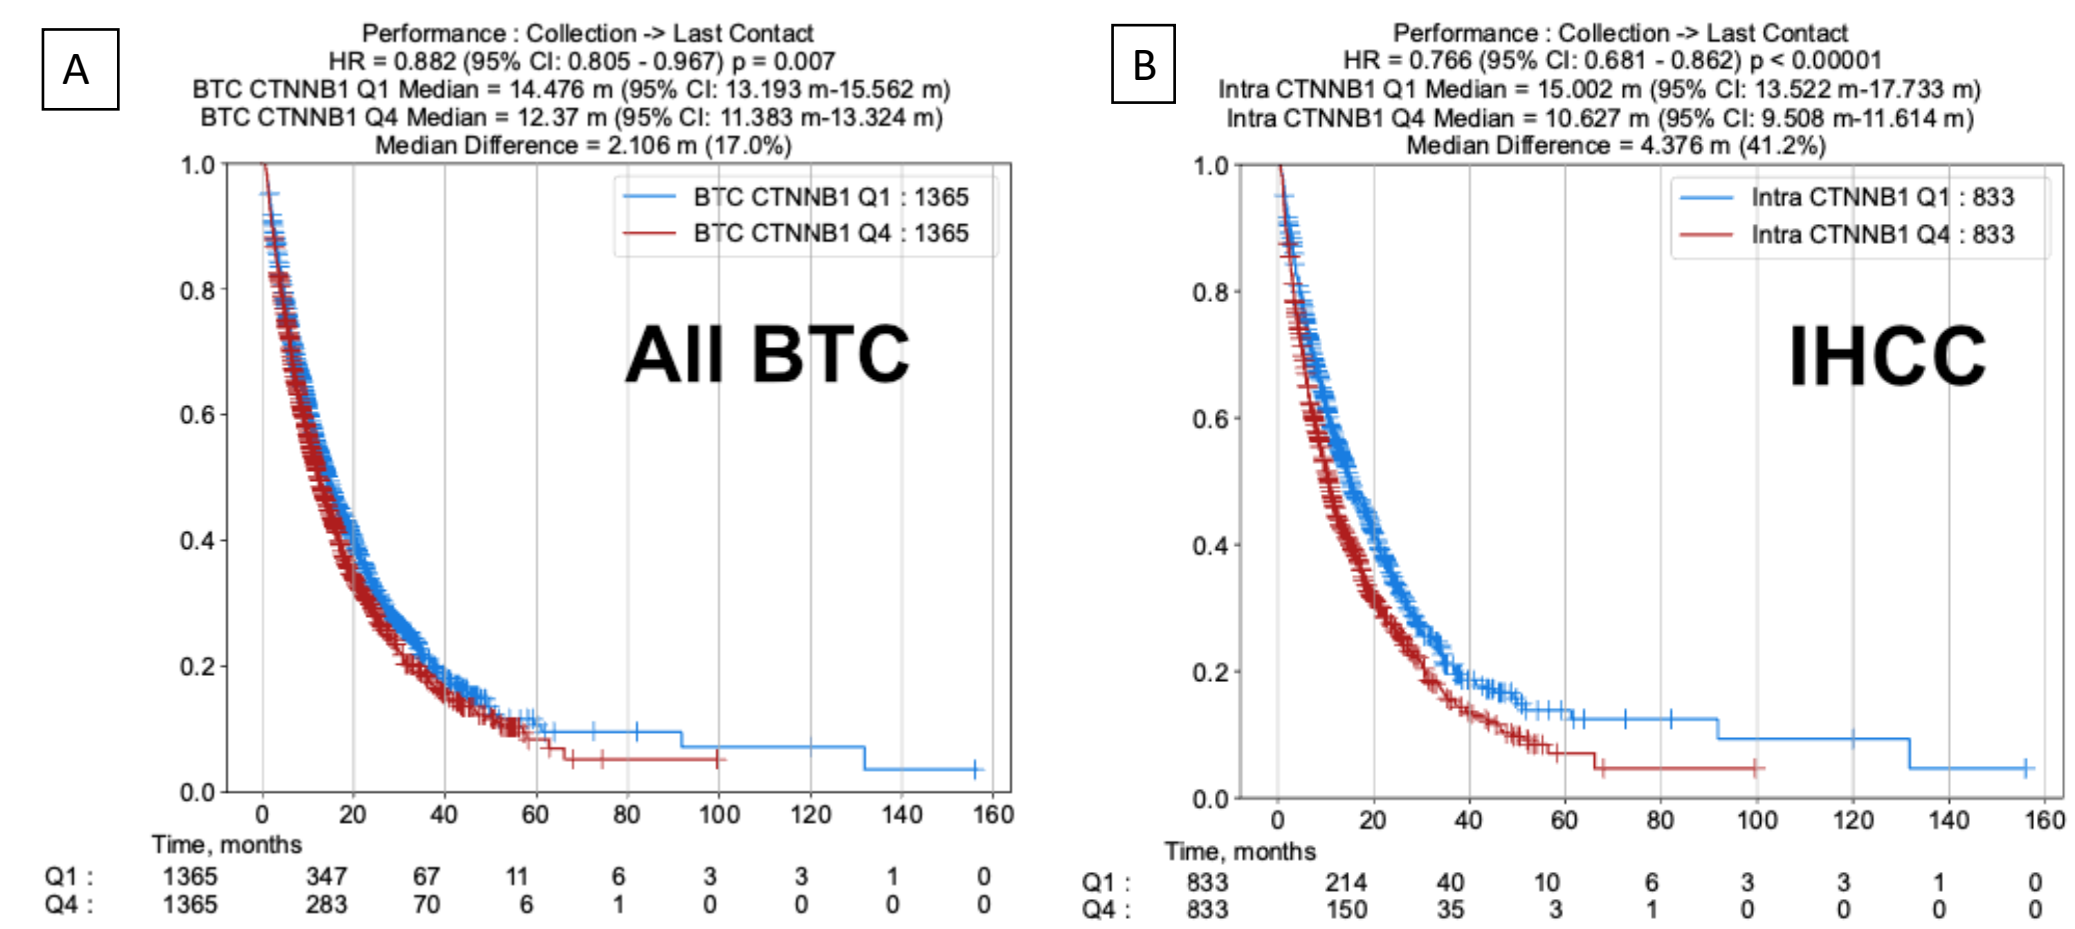 A
Performance : Collection -> Last Contact
HR = 0.882 (95% CI: 0.805 - 0.967) p = 0.007
BTC CTNNB1 Q1 Median = 14.476 m (95% CI: 13.193 m-15.562 m)
BTC CTNNB1 Q4 Median = 12.37 m (95% CI: 11.383 m-13.324 m)
Median Difference = 2.106 m (17.0%)
BTC CTNNB1 Q1 : 1365
BTC CTNNB1 Q4 : 1365
All BTC
1.0
0.8
0.6
0.4
0.2
0.0
0 20 40 60 80 100 120 140 160
Time, months
Q1 : 1365 347 67 11 6 3 3 1 0
Q4 : 1365 283 70 6 1 0 0 0 0
B
Performance : Collection -> Last Contact
HR = 0.766 (95% CI: 0.681 - 0.862) p < 0.00001
Intra CTNNB1 Q1 Median = 15.002 m (95% CI: 13.522 m-17.733 m)
Intra CTNNB1 Q4 Median = 10.627 m (95% CI: 9.508 m-11.614 m)
Median Difference = 4.376 m (41.2%)
Intra CTNNB1 Q1 : 833
Intra CTNNB1 Q4 : 833
IHCC
1.0
0.8
0.6
0.4
0.2
0.0
0 20 40 60 80 100 120 140 160
Time, months
Q1 : 833 214 40 10 6 3 3 1 0
Q4 : 833 150 35 3 1 0 0 0 0